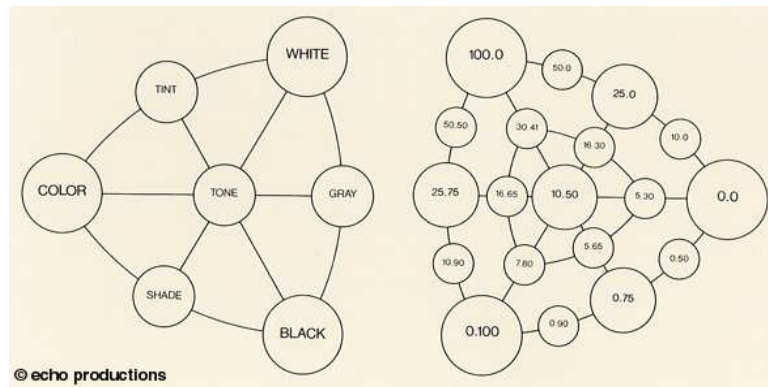 WHITE
TINT
COLOR
TONE
GRAY
SHADE
BLACK
100.0
50.0
25.0
50.50
30.41
16.30
10.0
25.75
16.65
10.50
5.30
0.0
10.90
7.80
5.65
0.50
0.75
0.100
0.90
© echo productions